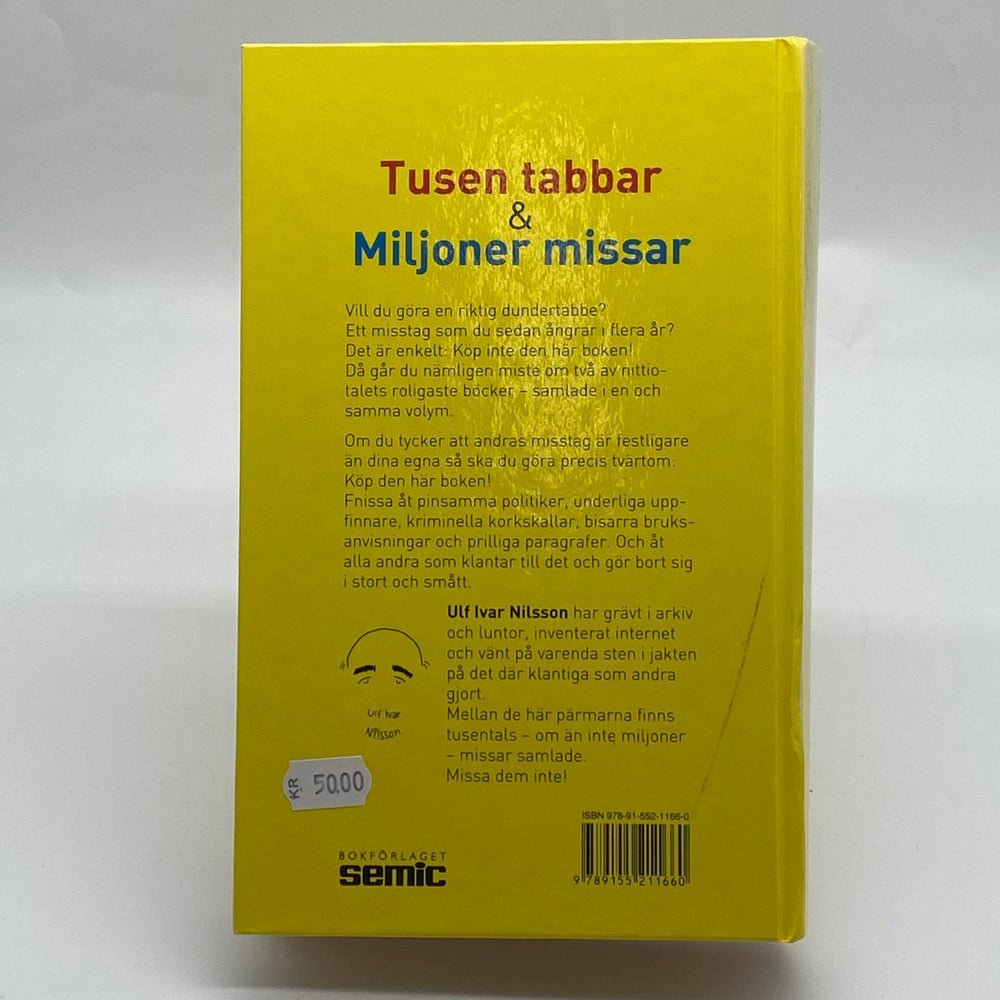 Tusen tabbar
&
Miljoner missar
Vill du göra en riktig dundertabbe?
Ett misstag som du sedan ångrar i flera år?
Det är enkelt: Köp inte den här boken!
Då går du nämligen miste om två av nittio-
talets roligaste böcker – samlade i en och
samma volym.
Om du tycker att andras misstag är festligare
än dina egna så ska du göra precis tvärtom:
Köp den här boken!
Fnissa åt pinsamma politiker, underliga upp-
finnare, kriminella korkskallar, bisarra bruks-
anvisningar och prilliga paragrafer. Och åt
alla andra som klantar till det och gör bort sig
i stort och smått.
Ulf Ivar Nilsson har grävt i arkiv
och luntor, inventerat internet
och vänt på varenda sten i jakten
på det där klantiga som andra
gjort.
Mellan de här pärmarna finns
tusentals – om än inte miljoner
– missar samlade.
Missa dem inte!
Ulf Ivar
Nilsson
KR 50.00
BOKFÖRLAGET
semic
ISBN 978-91-552-1166-0
9 789155 211660